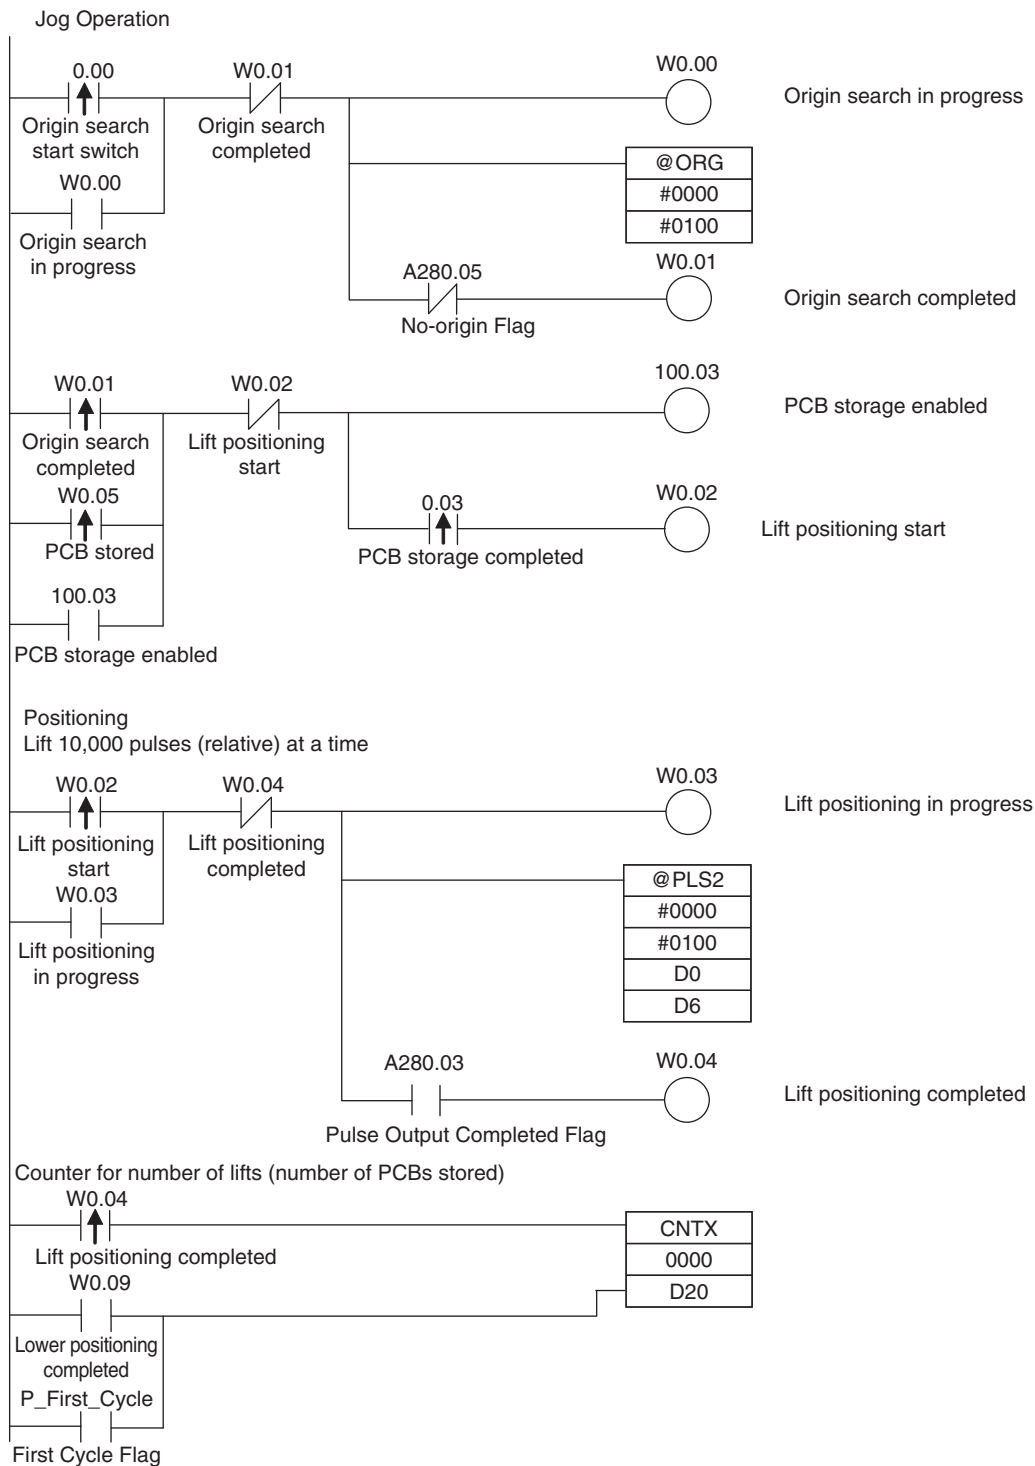 Jog Operation
0.00
W0.01
W0.00
Origin search in progress
Origin search
start switch
Origin search
completed
W0.00
Origin search
in progress
@ORG
#0000
#0100
A280.05
No-origin Flag
W0.01
Origin search completed
W0.01
W0.02
100.03
PCB storage enabled
Origin search
completed
Lift positioning
start
W0.05
PCB stored
0.03
PCB storage completed
W0.02
Lift positioning start
100.03
PCB storage enabled
Positioning
Lift 10,000 pulses (relative) at a time
W0.02
W0.04
W0.03
Lift positioning in progress
Lift positioning
start
Lift positioning
completed
W0.03
Lift positioning
in progress
@PLS2
#0000
#0100
D0
D6
A280.03
Pulse Output Completed Flag
W0.04
Lift positioning completed
Counter for number of lifts (number of PCBs stored)
W0.04
Lift positioning completed
CNTX
0000
D20
W0.09
Lower positioning
completed
P_First_Cycle
First Cycle Flag